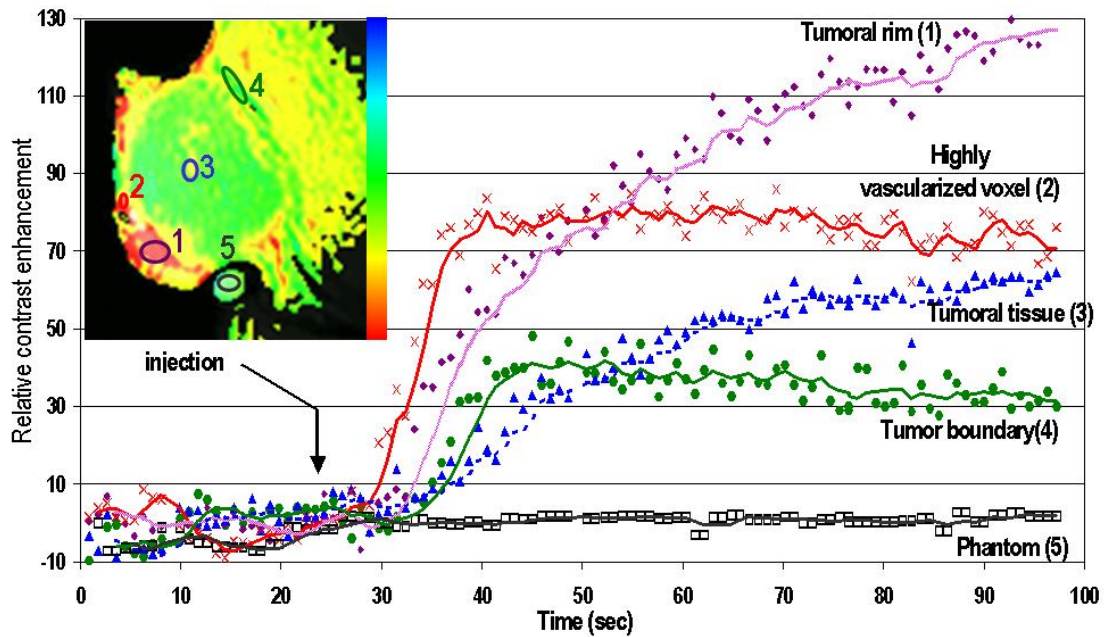 130
110
90
70
50
30
10
-10
Relative contrast enhancement
4
3
2
1
5
injection
Tumoral rim (1)
Highly
vascularized voxel (2)
Tumoral tissue (3)
Tumor boundary(4)
Phantom (5)
0 10 20 30 40 50 60 70 80 90 100
Time (sec)